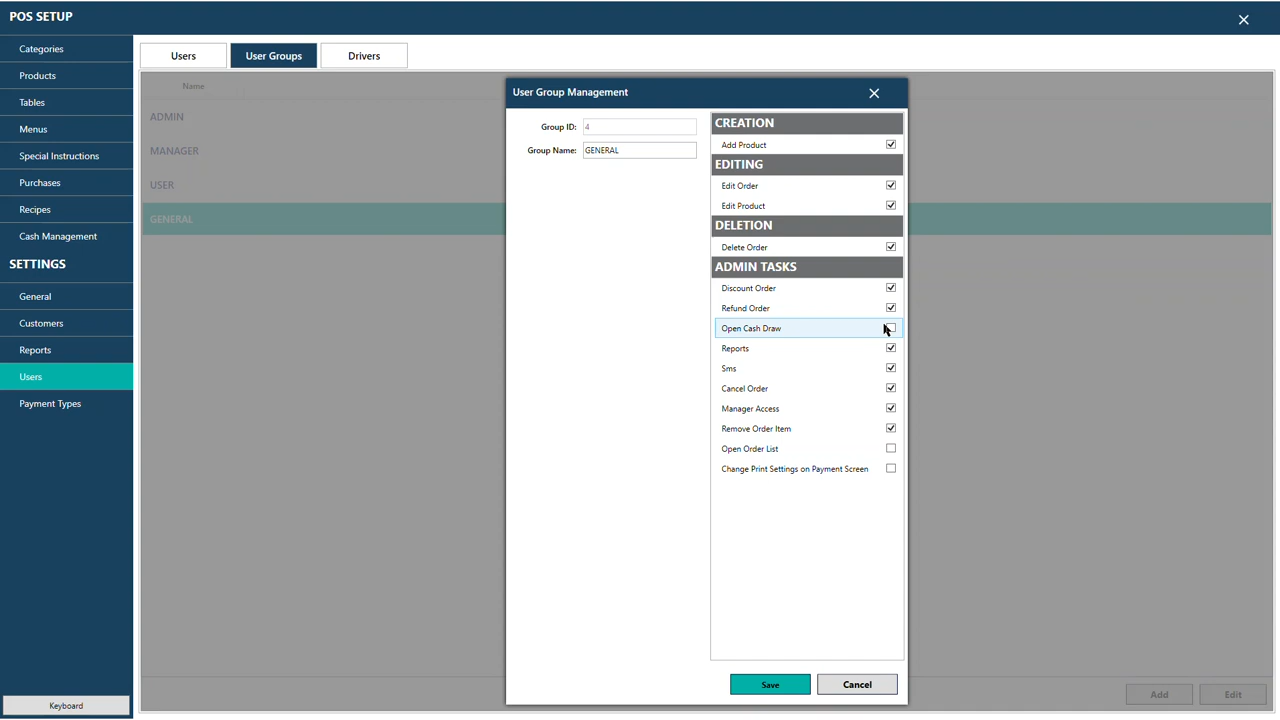 POS SETUP
Categories
Products
Tables
Menus
Special Instructions
Purchases
Recipes
Cash Management
SETTINGS
General
Customers
Reports
Users
Payment Types
Keyboard
Users
User Groups
Drivers
Name
ADMIN
MANAGER
USER
GENERAL
User Group Management
Group ID: 4
Group Name: GENERAL
CREATION
Add Product
EDITING
Edit Order
Edit Product
DELETION
Delete Order
ADMIN TASKS
Discount Order
Refund Order
Open Cash Draw
Reports
Sms
Cancel Order
Manager Access
Remove Order Item
Open Order List
Change Print Settings on Payment Screen
Save
Cancel
Add
Edit